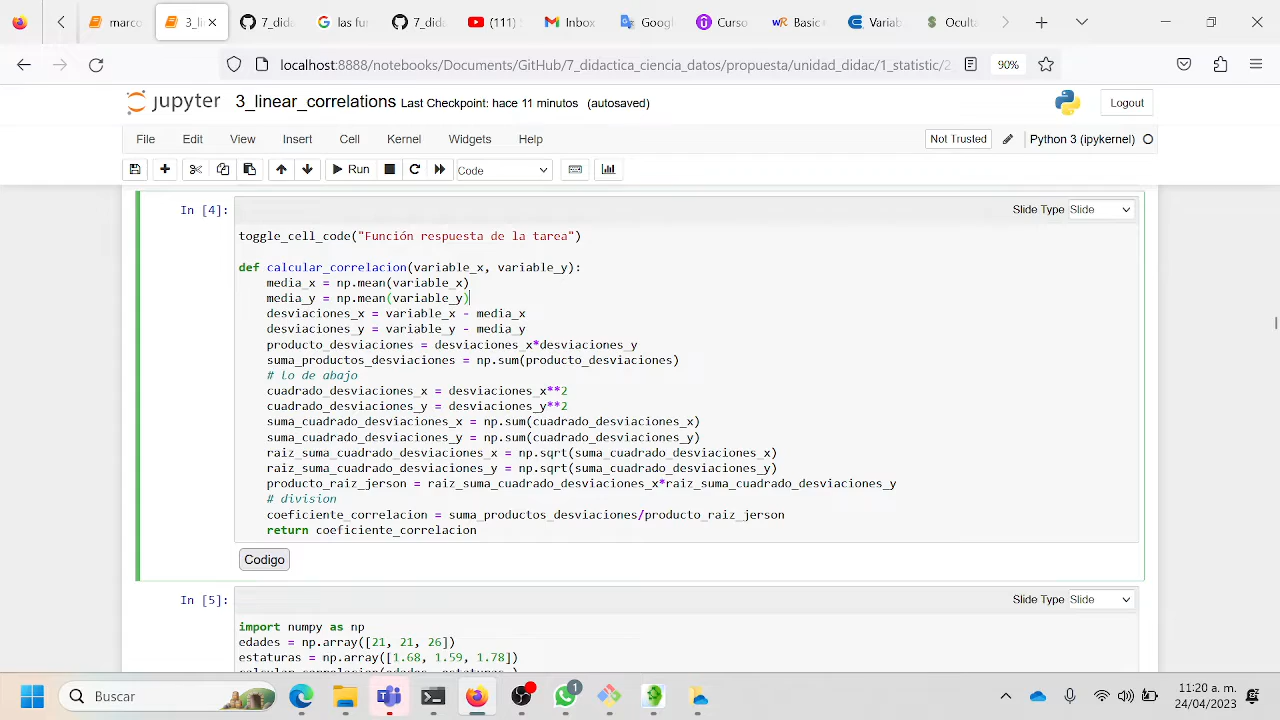 marco
3_line
7_dida
las fu
7_dida
(111)
Inbox
Googl
Curso
Basic
Variab
Oculta
localhost:8888/notebooks/Documents/GitHub/7_didactica_ciencia_datos/propuesta/unidad_didac/1_statistic/2
90%
jupyter 3_linear_correlations Last Checkpoint: hace 11 minutos (autosaved)
Logout
File Edit View Insert Cell Kernel Widgets Help
Not Trusted
Python 3 (ipykernel)
Run
Code
In [4]:
Slide Type Slide
toggle_cell_code("Función respuesta de la tarea")
def calcular_correlacion(variable_x, variable_y):
media_x = np.mean(variable_x)
media_y = np.mean(variable_y)
desviaciones_x = variable_x - media_x
desviaciones_y = variable_y - media_y
producto_desviaciones = desviaciones_x*desviaciones_y
suma_productos_desviaciones = np.sum(producto_desviaciones)
# lo de abajo
cuadrado_desviaciones_x = desviaciones_x**2
cuadrado_desviaciones_y = desviaciones_y**2
suma_cuadrado_desviaciones_x = np.sum(cuadrado_desviaciones_x)
suma_cuadrado_desviaciones_y = np.sum(cuadrado_desviaciones_y)
raiz_suma_cuadrado_desviaciones_x = np.sqrt(suma_cuadrado_desviaciones_x)
raiz_suma_cuadrado_desviaciones_y = np.sqrt(suma_cuadrado_desviaciones_y)
producto_raiz_jerson = raiz_suma_cuadrado_desviaciones_x*raiz_suma_cuadrado_desviaciones_y
# division
coeficiente_correlacion = suma_productos_desviaciones/producto_raiz_jerson
return coeficiente_correlacion
Codigo
In [5]:
Slide Type Slide
import numpy as np
edades = np.array([21, 21, 26])
estaturas = np.array([1.68, 1.59, 1.78])
Buscar
1
11:20 a. m.
24/04/2023